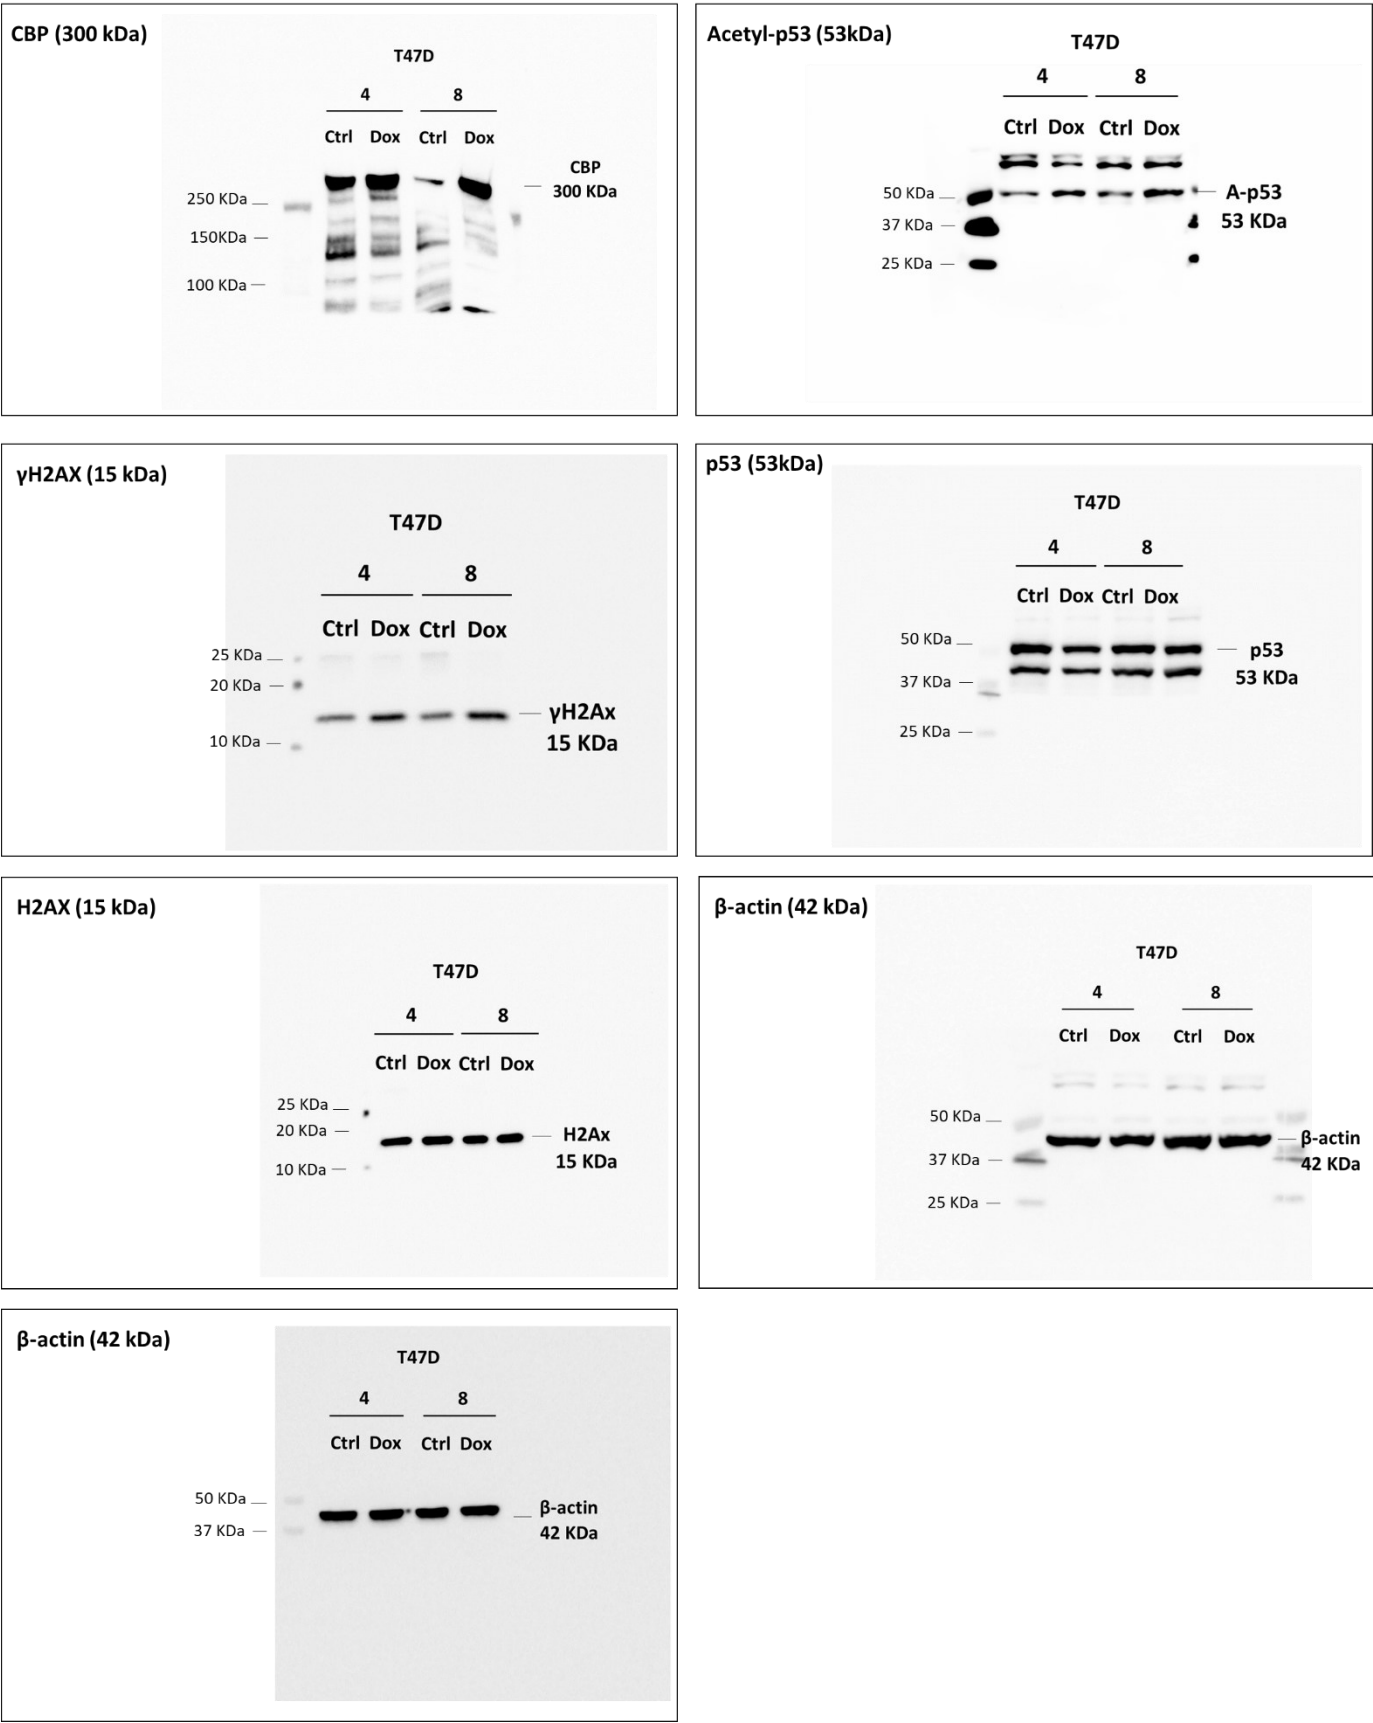 CBP (300 kDa)
T47D
4 8
Ctrl Dox Ctrl Dox
CBP
300 KDa
250 KDa
150KDa
100 KDa
Acetyl-p53 (53kDa)
T47D
4 8
Ctrl Dox Ctrl Dox
50 KDa
A-p53
37 KDa
53 KDa
25 KDa
γH2AX (15 kDa)
T47D
4 8
Ctrl Dox Ctrl Dox
25 KDa
20 KDa
γH2Ax
10 KDa
15 KDa
p53 (53kDa)
T47D
4 8
Ctrl Dox Ctrl Dox
50 KDa
p53
53 KDa
37 KDa
25 KDa
H2AX (15 kDa)
T47D
4 8
Ctrl Dox Ctrl Dox
25 KDa
20 KDa
H2Ax
15 KDa
10 KDa
β-actin (42 kDa)
T47D
4 8
Ctrl Dox Ctrl Dox
50 KDa
β-actin
37 KDa
42 KDa
25 KDa
β-actin (42 kDa)
T47D
4 8
Ctrl Dox Ctrl Dox
50 KDa
β-actin
37 KDa
42 KDa